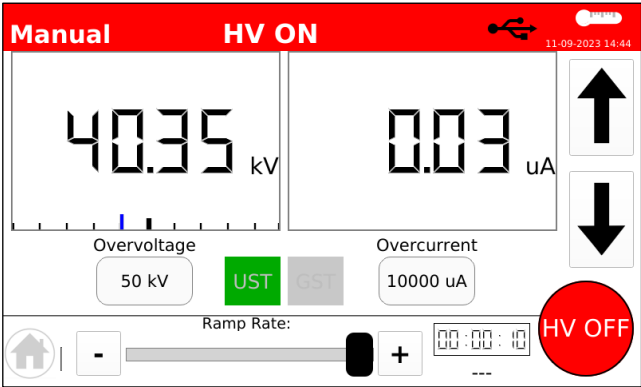 Manual HV ON
11-09-2023 14:44
40.35 kV
0.03 uA
Overvoltage Overcurrent
50 kV UST GST 10000 uA
Ramp Rate:
- + 00:00:10 HV OFF
---